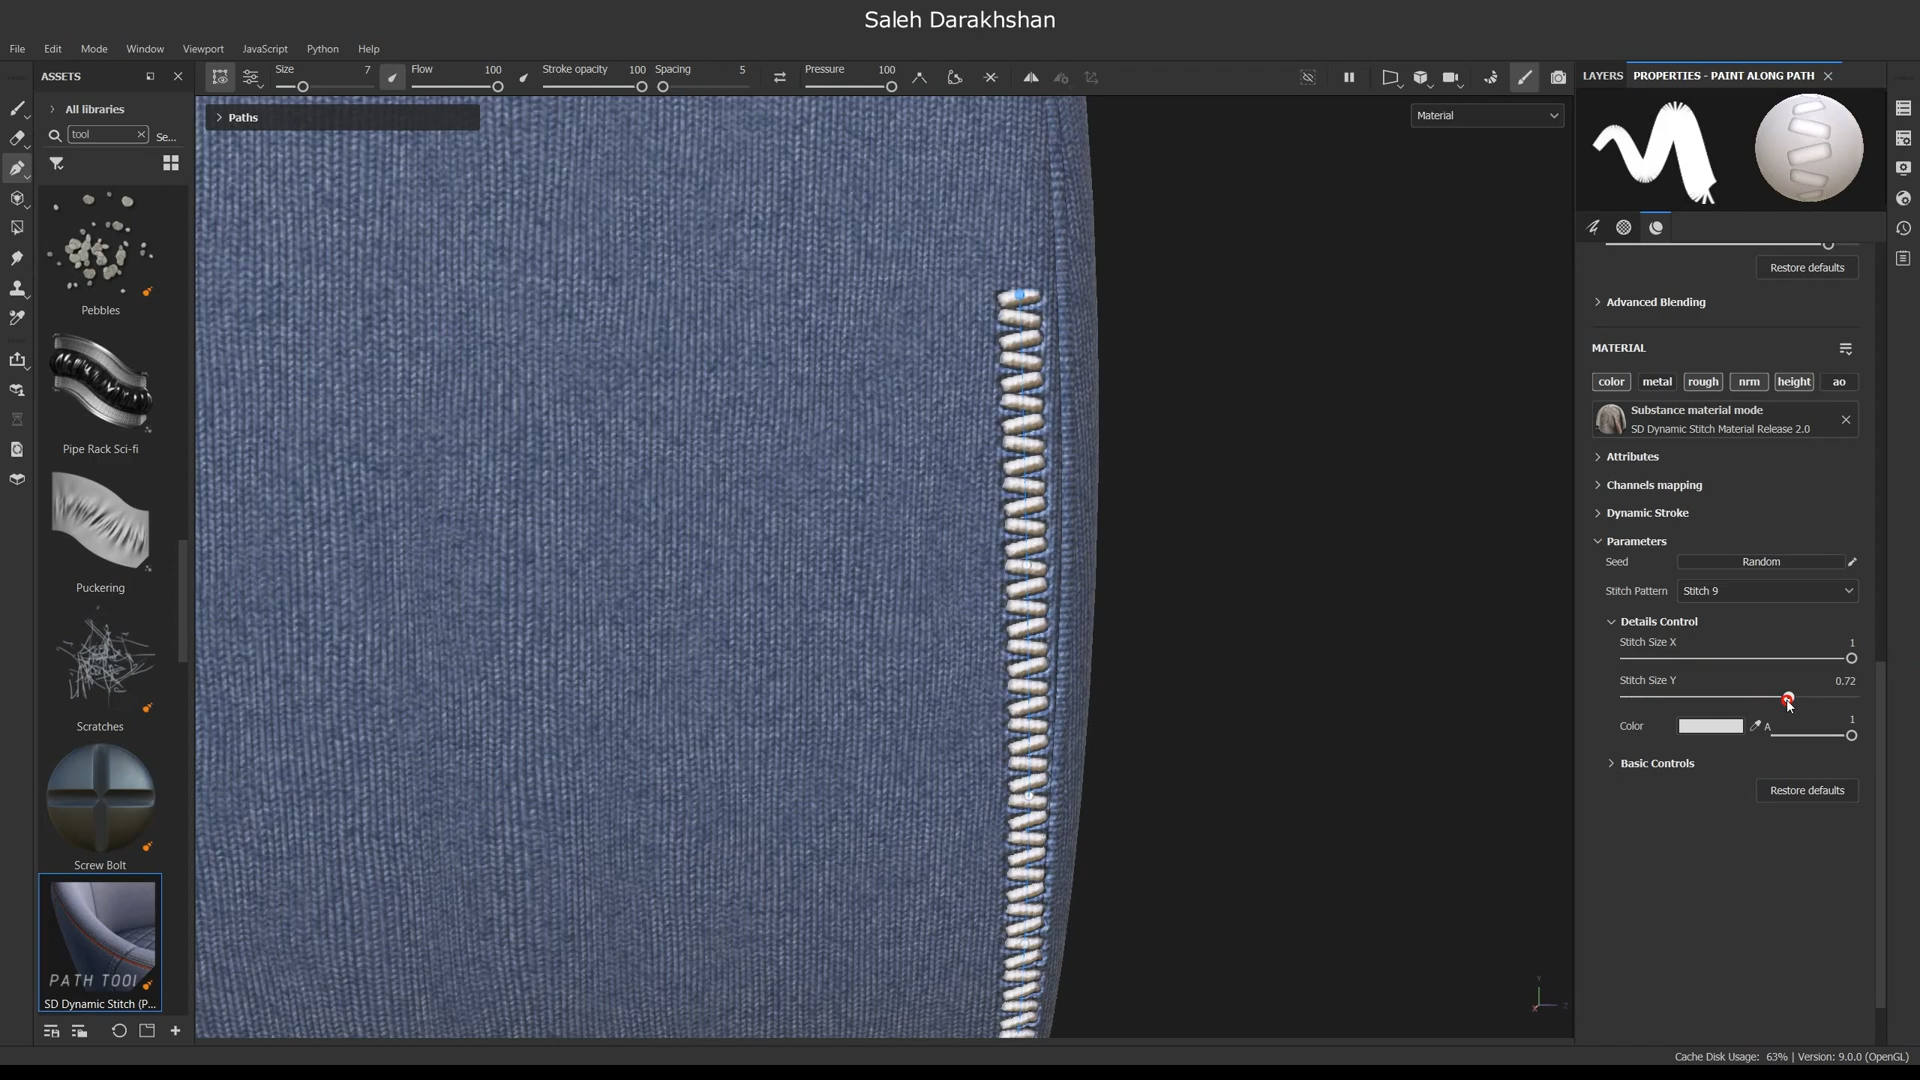 Saleh Darakhshan
File Edit Mode Window Viewport JavaScript Python Help
ASSETS
Size 7 Flow 100 Stroke opacity 100 Spacing 5 Pressure 100
LAYERS PROPERTIES - PAINT ALONG PATH
All libraries
tool Se...
Paths
Material
Pebbles
Pipe Rack Sci-fi
Puckering
Scratches
Screw Bolt
PATH TOOL
SD Dynamic Stitch (P...
Restore defaults
Advanced Blending
MATERIAL
color metal rough nrm height ao
Substance material mode
SD Dynamic Stitch Material Release 2.0
Attributes
Channels mapping
Dynamic Stroke
Parameters
Seed Random
Stitch Pattern Stitch 9
Details Control
Stitch Size X 1
Stitch Size Y 0.72
Color A 1
Basic Controls
Restore defaults
Cache Disk Usage: 63% | Version: 9.0.0 (OpenGL)